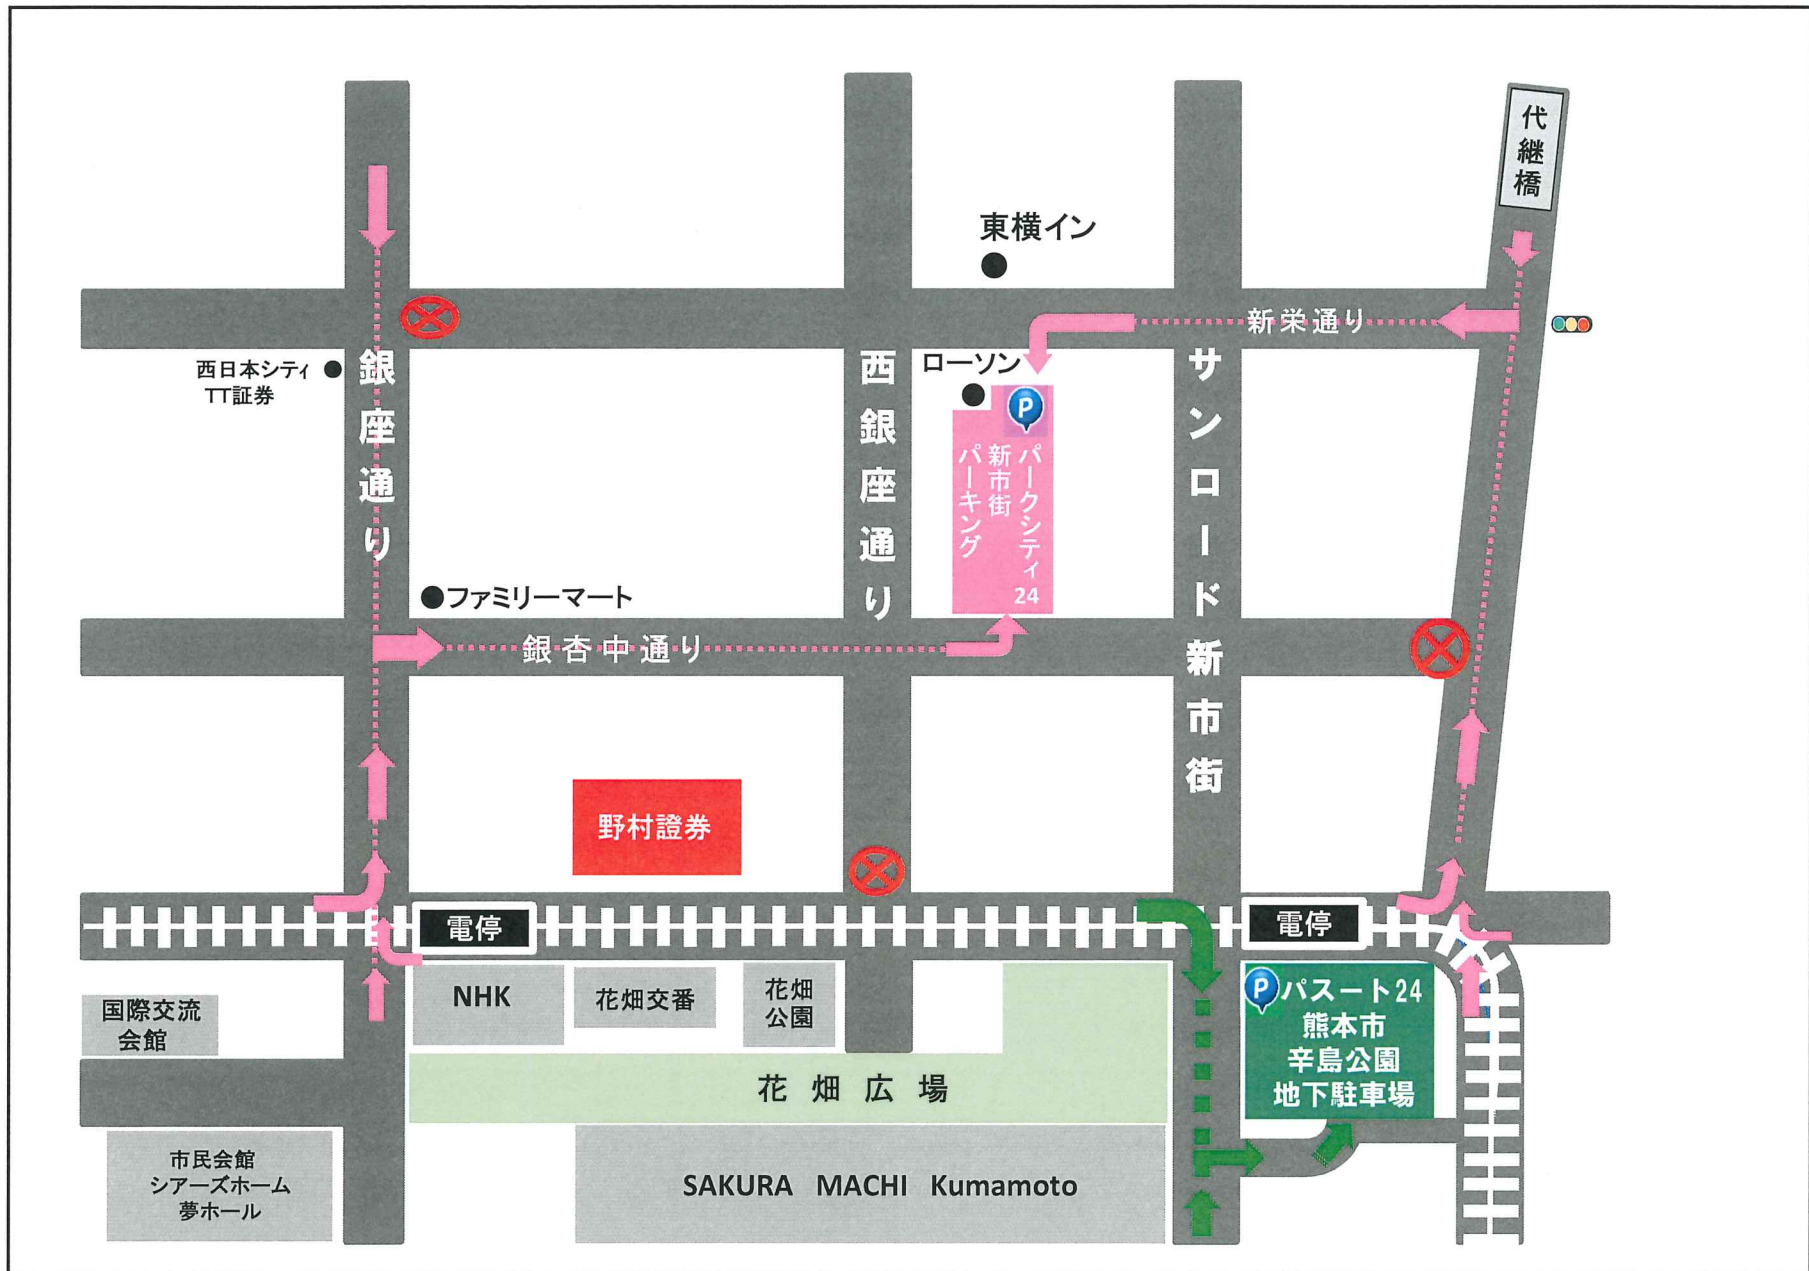 代継橋
東横イン
新栄通り
西日本シティ
TT証券
銀座通り
西銀座通り
ローソン
P
パークシティ24
新市街
パーキング
サンロード新市街
ファミリーマート
銀杏中通り
野村證券
電停
電停
国際交流
会館
NHK
花畑交番
花畑
公園
P パスート24
熊本市
辛島公園
地下駐車場
花畑広場
市民会館
シアーズホーム
夢ホール
SAKURA MACHI Kumamoto